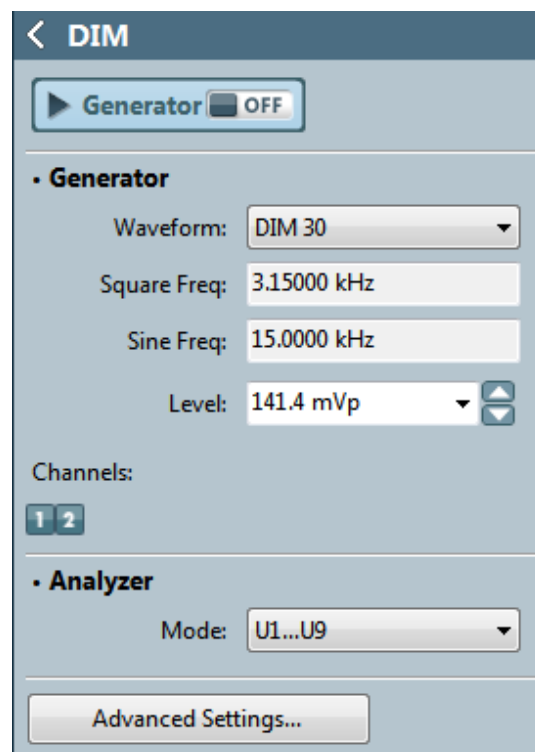 DIM
Generator OFF
• Generator
Waveform: DIM 30
Square Freq: 3.15000 kHz
Sine Freq: 15.0000 kHz
Level: 141.4 mVp
Channels:
1 2
• Analyzer
Mode: U1...U9
Advanced Settings...